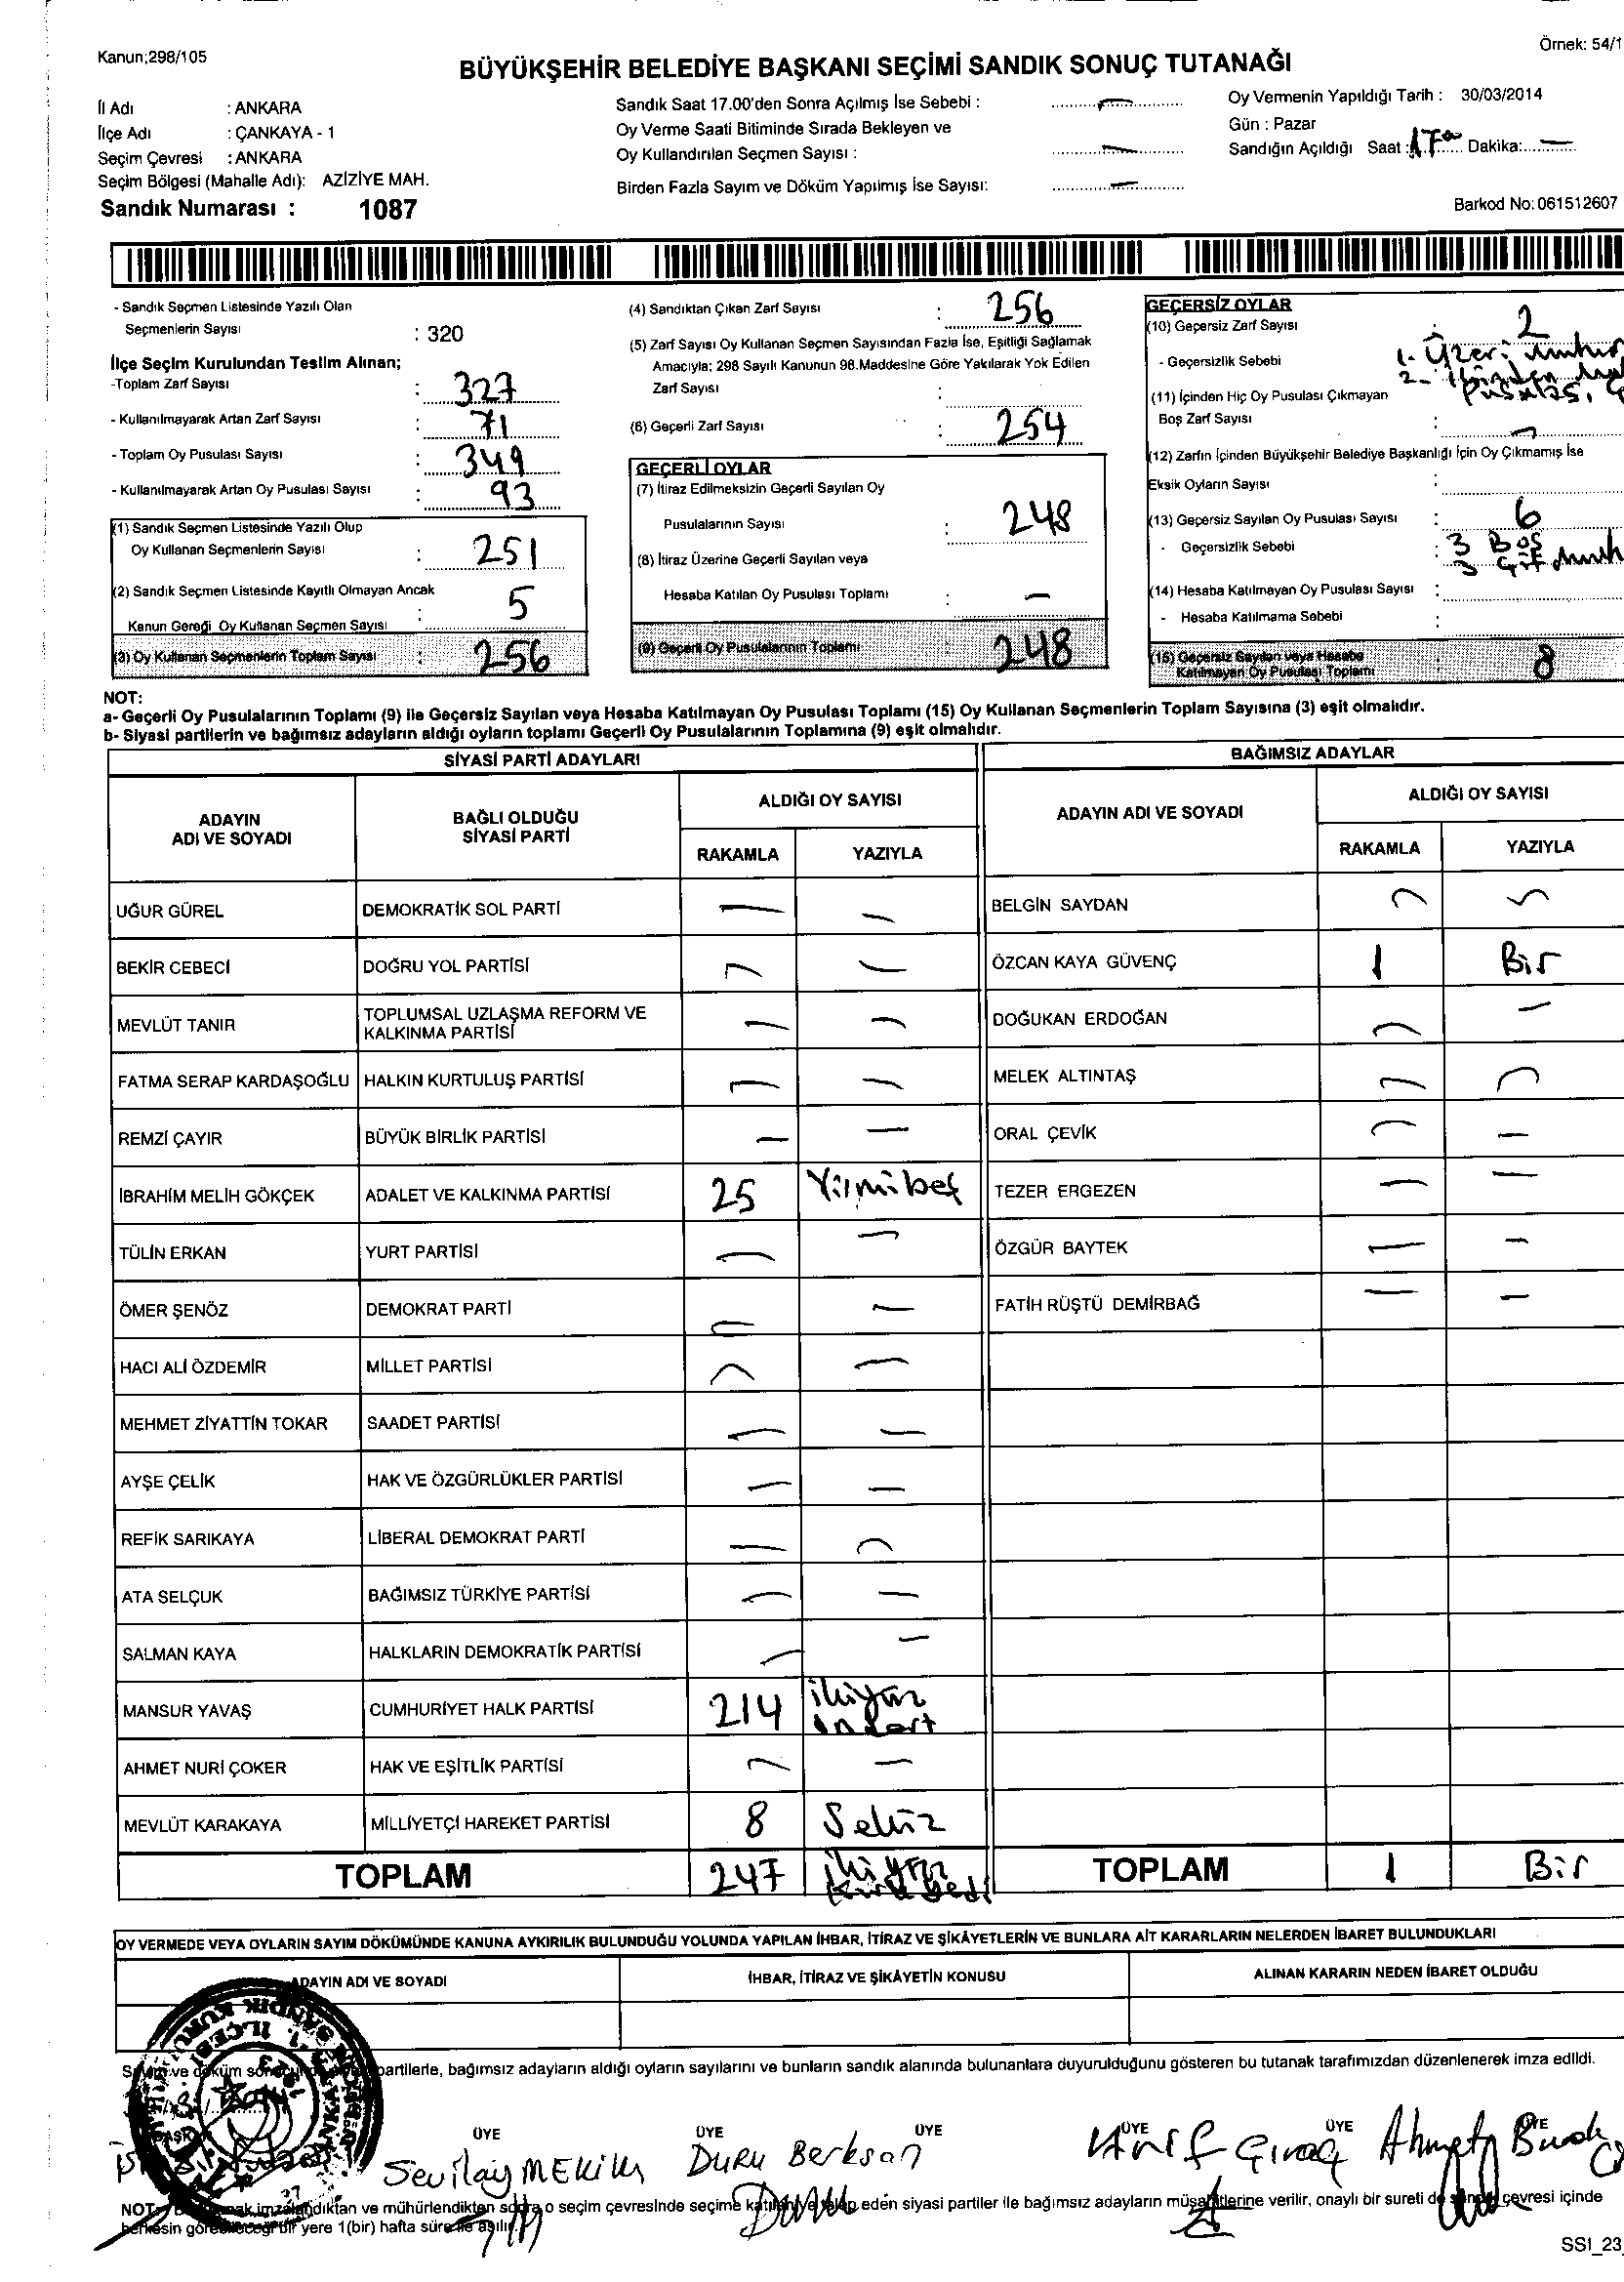 Kanun;298/105
Örnek: 54/1
BÜYÜKŞEHİR BELEDİYE BAŞKANI SEÇİMİ SANDIK SONUÇ TUTANAĞI
İl Adı : ANKARA
İlçe Adı : ÇANKAYA - 1
Seçim Çevresi : ANKARA
Seçim Bölgesi (Mahalle Adı): AZİZİYE MAH.
Sandık Numarası : 1087
Sandık Saat 17.00'den Sonra Açılmış İse Sebebi : —
Oy Verme Saati Bitiminde Sırada Bekleyen ve
Oy Kullandırılan Seçmen Sayısı : —
Birden Fazla Sayım ve Döküm Yapılmış İse Sayısı: —
Oy Vermenin Yapıldığı Tarih : 30/03/2014
Gün : Pazar
Sandığın Açıldığı Saat : 17⁰⁰ Dakika: —
Barkod No: 061512607
- Sandık Seçmen Listesinde Yazılı Olan
Seçmenlerin Sayısı : 320
İlçe Seçim Kurulundan Teslim Alınan;
-Toplam Zarf Sayısı : 327
- Kullanılmayarak Artan Zarf Sayısı : 71
- Toplam Oy Pusulası Sayısı : 349
- Kullanılmayarak Artan Oy Pusulası Sayısı : 93
(1) Sandık Seçmen Listesinde Yazılı Olup
Oy Kullanan Seçmenlerin Sayısı : 251
(2) Sandık Seçmen Listesinde Kayıtlı Olmayan Ancak
Kanun Gereği Oy Kullanan Seçmen Sayısı : 5
(3) Oy Kullanan Seçmenlerin Toplam Sayısı : 256
(4) Sandıktan Çıkan Zarf Sayısı : 256
(5) Zarf Sayısı Oy Kullanan Seçmen Sayısından Fazla İse, Eşitliği Sağlamak
Amacıyla; 298 Sayılı Kanunun 98.Maddesine Göre Yakılarak Yok Edilen
Zarf Sayısı :
(6) Geçerli Zarf Sayısı : 254
GEÇERLİ OYLAR
(7) İtiraz Edilmeksizin Geçerli Sayılan Oy
Pusulalarının Sayısı : 248
(8) İtiraz Üzerine Geçerli Sayılan veya
Hesaba Katılan Oy Pusulası Toplamı : —
(9) Geçerli Oy Pusulalarının Toplamı 248
GEÇERSİZ OYLAR
(10) Geçersiz Zarf Sayısı : 2
- Geçersizlik Sebebi 1- Üzeri
2-
(11) İçinden Hiç Oy Pusulası Çıkmayan
Boş Zarf Sayısı : —
(12) Zarfın İçinden Büyükşehir Belediye Başkanlığı İçin Oy Çıkmamış İse
Eksik Oyların Sayısı :
(13) Geçersiz Sayılan Oy Pusulası Sayısı : 6
- Geçersizlik Sebebi : 3 Boş
3 Çift
(14) Hesaba Katılmayan Oy Pusulası Sayısı :
- Hesaba Katılmama Sebebi :
(15) Geçersiz Sayılan veya Hesaba
Katılmayan Oy Pusulası Toplamı : 8
NOT:
a- Geçerli Oy Pusulalarının Toplamı (9) ile Geçersiz Sayılan veya Hesaba Katılmayan Oy Pusulası Toplamı (15) Oy Kullanan Seçmenlerin Toplam Sayısına (3) eşit olmalıdır.
b- Siyasi partilerin ve bağımsız adayların aldığı oyların toplamı Geçerli Oy Pusulalarının Toplamına (9) eşit olmalıdır.
SİYASİ PARTİ ADAYLARI
ADAYIN
ADI VE SOYADI
BAĞLI OLDUĞU
SİYASİ PARTİ
ALDIĞI OY SAYISI
RAKAMLA YAZIYLA
UĞUR GÜREL DEMOKRATİK SOL PARTİ — —
BEKİR CEBECİ DOĞRU YOL PARTİSİ — —
MEVLÜT TANIR TOPLUMSAL UZLAŞMA REFORM VE
KALKINMA PARTİSİ — —
FATMA SERAP KARDAŞOĞLU HALKIN KURTULUŞ PARTİSİ — —
REMZİ ÇAYIR BÜYÜK BİRLİK PARTİSİ — —
İBRAHİM MELİH GÖKÇEK ADALET VE KALKINMA PARTİSİ 25 Yirmibeş
TÜLİN ERKAN YURT PARTİSİ — —
ÖMER ŞENÖZ DEMOKRAT PARTİ — —
HACI ALİ ÖZDEMİR MİLLET PARTİSİ — —
MEHMET ZİYATTİN TOKAR SAADET PARTİSİ — —
AYŞE ÇELİK HAK VE ÖZGÜRLÜKLER PARTİSİ — —
REFİK SARIKAYA LİBERAL DEMOKRAT PARTİ — —
ATA SELÇUK BAĞIMSIZ TÜRKİYE PARTİSİ — —
SALMAN KAYA HALKLARIN DEMOKRATİK PARTİSİ — —
MANSUR YAVAŞ CUMHURİYET HALK PARTİSİ 214 ikiyüz
ondört
AHMET NURİ ÇOKER HAK VE EŞİTLİK PARTİSİ — —
MEVLÜT KARAKAYA MİLLİYETÇİ HAREKET PARTİSİ 8 Sekiz
TOPLAM 247 ikiyüz
kırkyedi
BAĞIMSIZ ADAYLAR
ADAYIN ADI VE SOYADI
ALDIĞI OY SAYISI
RAKAMLA YAZIYLA
BELGİN SAYDAN — —
ÖZCAN KAYA GÜVENÇ 1 Bir
DOĞUKAN ERDOĞAN — —
MELEK ALTINTAŞ — —
ORAL ÇEVİK — —
TEZER ERGEZEN — —
ÖZGÜR BAYTEK — —
FATİH RÜŞTÜ DEMİRBAĞ — —
TOPLAM 1 Bir
OY VERMEDE VEYA OYLARIN SAYIM DÖKÜMÜNDE KANUNA AYKIRILIK BULUNDUĞU YOLUNDA YAPILAN İHBAR, İTİRAZ VE ŞİKÂYETLERİN VE BUNLARA AİT KARARLARIN NELERDEN İBARET BULUNDUKLARI
ADAYIN ADI VE SOYADI İHBAR, İTİRAZ VE ŞİKÂYETİN KONUSU ALINAN KARARIN NEDEN İBARET OLDUĞU
Sayım ve döküm partilerle, bağımsız adayların aldığı oyların sayılarını ve bunların sandık alanında bulunanlara duyurulduğunu gösteren bu tutanak tarafımızdan düzenlenerek imza edildi.
ÜYE ÜYE ÜYE ÜYE ÜYE ÜYE
Sevilay MEKİK Duru Berksan Arif Ahmet Burak
NOT: imzalandıktan ve mühürlendikten sonra o seçim çevresinde seçime katılan ve talep eden siyasi partiler ile bağımsız adayların müşahitlerine verilir, onaylı bir sureti de çevresi içinde
herkesin görebileceği bir yere 1(bir) hafta süre ile asılır.
SSI_23